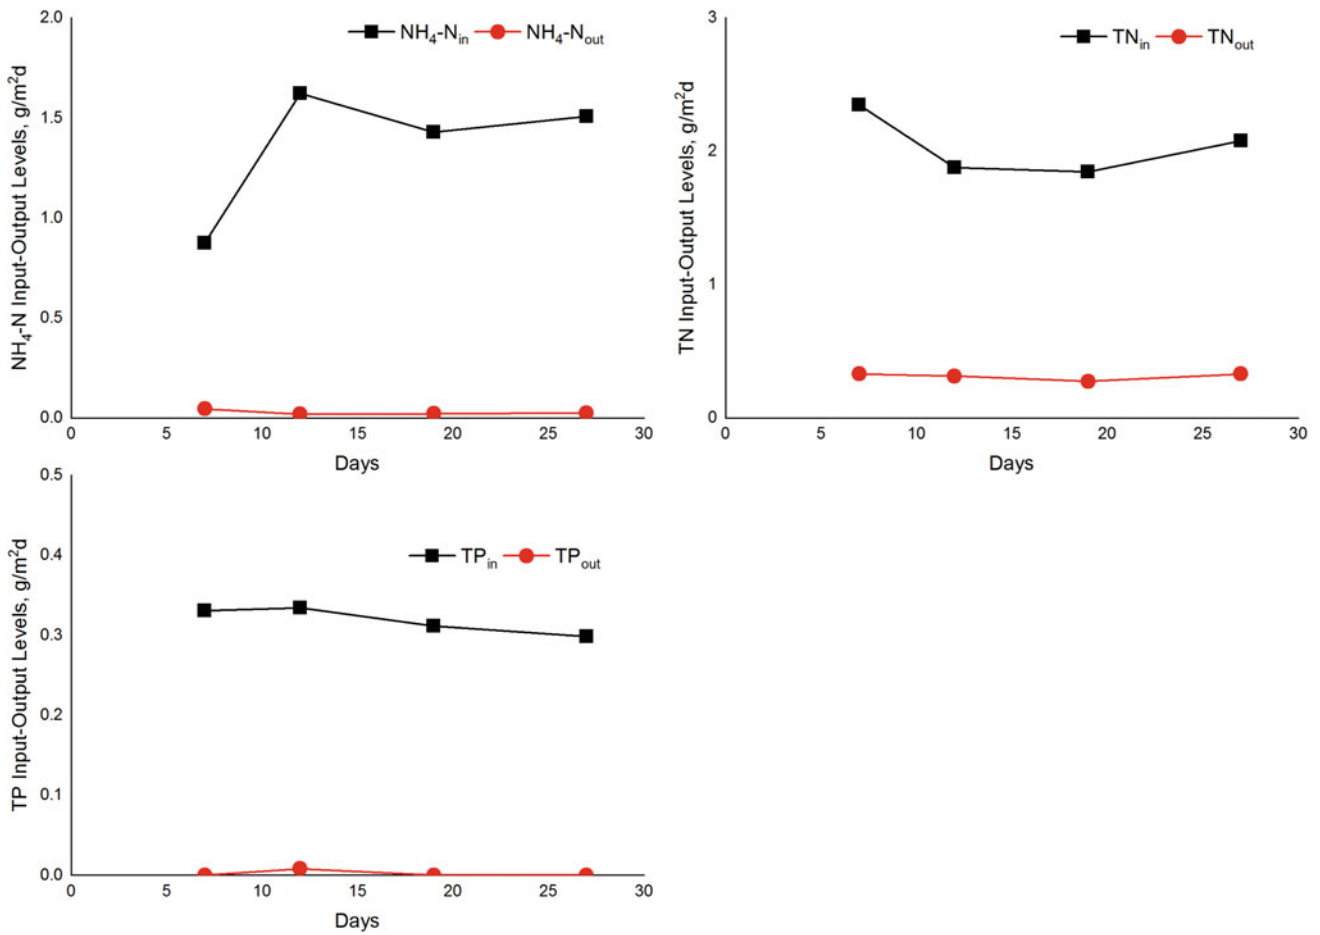 NH₄-N Input-Output Levels, g/m²d
2.0
1.5
1.0
0.5
0.0
NH₄-Nin NH₄-Nout
0 5 10 15 20 25 30
Days
TN Input-Output Levels, g/m²d
3
2
1
0
TNin TNout
0 5 10 15 20 25 30
Days
TP Input-Output Levels, g/m²d
0.5
0.4
0.3
0.2
0.1
0.0
TPin TPout
0 5 10 15 20 25 30
Days